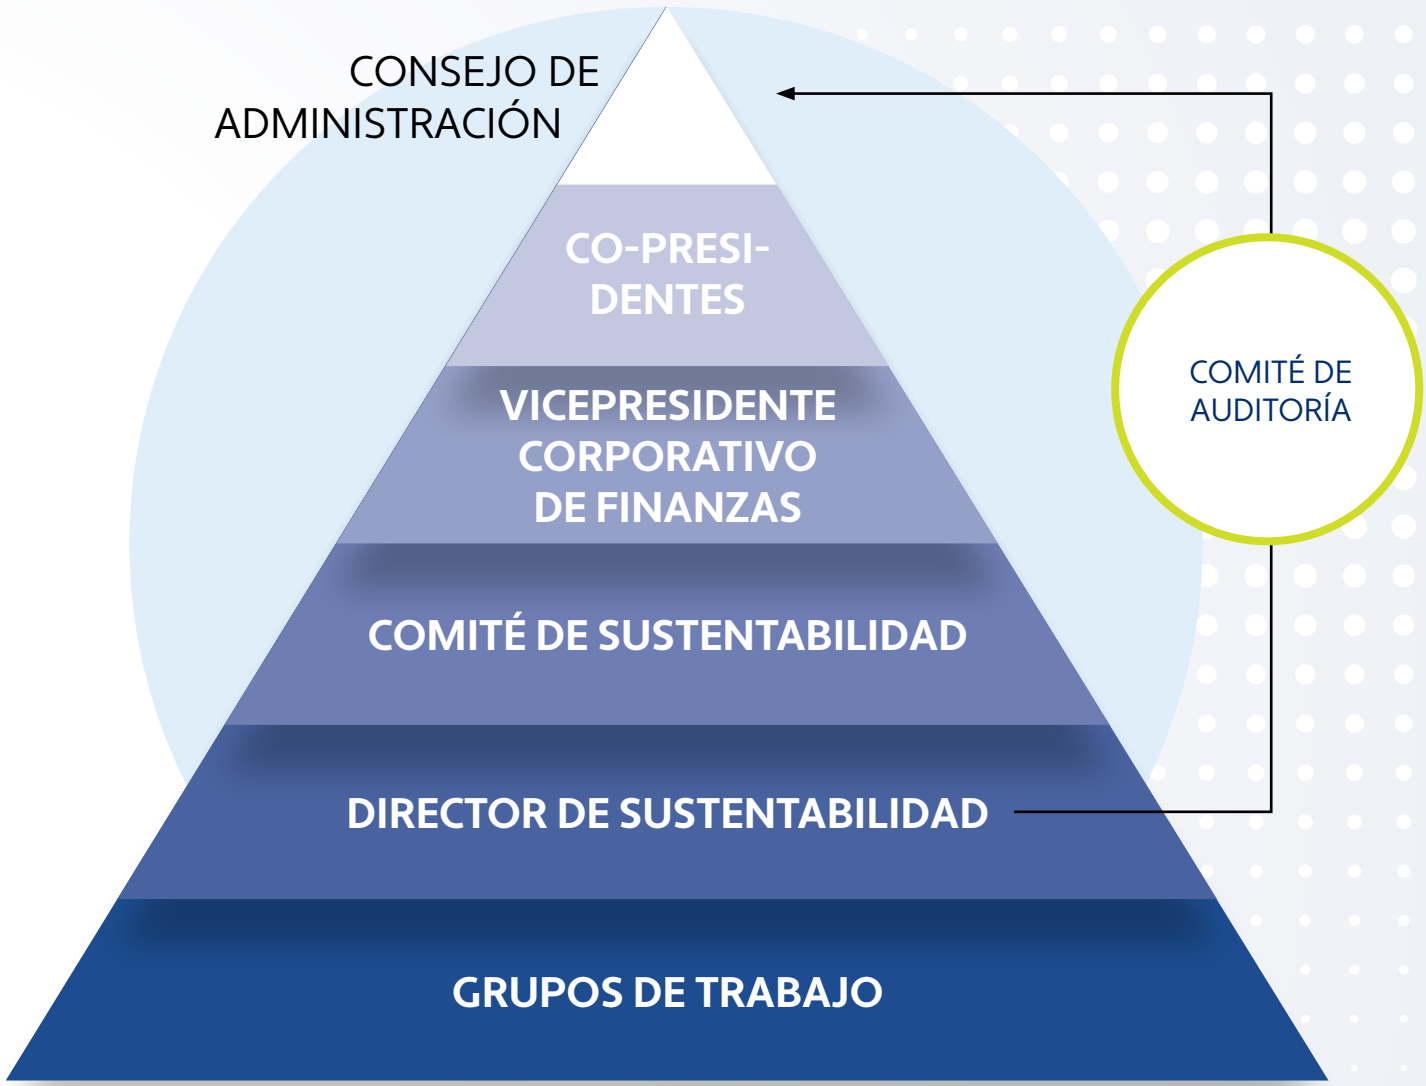 CONSEJO DE
ADMINISTRACIÓN
CO-PRESI-
DENTES
VICEPRESIDENTE
CORPORATIVO
DE FINANZAS
COMITÉ DE
AUDITORÍA
COMITÉ DE SUSTENTABILIDAD
DIRECTOR DE SUSTENTABILIDAD
GRUPOS DE TRABAJO